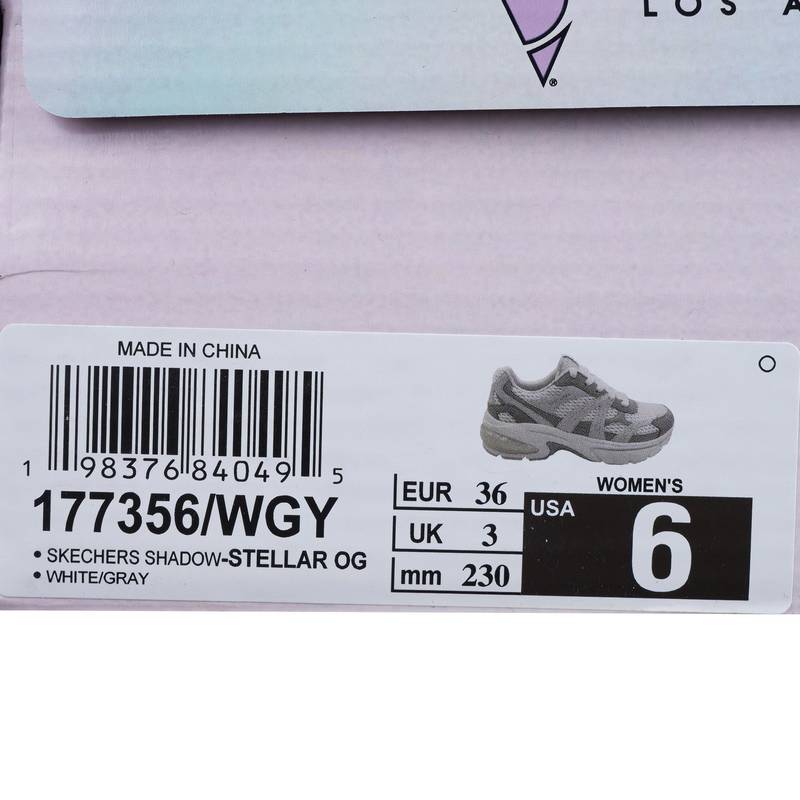 LOS A
®
MADE IN CHINA
1 98376 84049 5
177356/WGY
• SKECHERS SHADOW-STELLAR OG
• WHITE/GRAY
EUR 36
UK 3
mm 230
WOMEN'S
USA 6